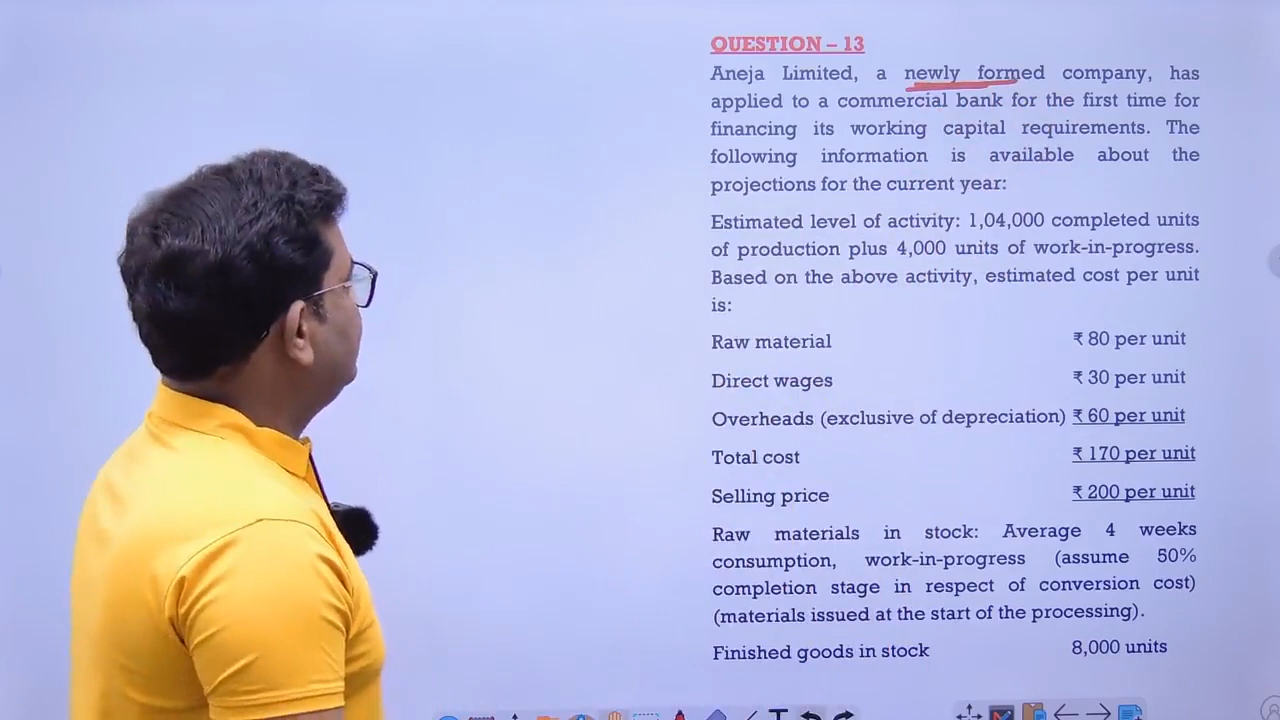 QUESTION – 13
Aneja Limited, a newly formed company, has
applied to a commercial bank for the first time for
financing its working capital requirements. The
following information is available about the
projections for the current year:
Estimated level of activity: 1,04,000 completed units
of production plus 4,000 units of work-in-progress.
Based on the above activity, estimated cost per unit
is:
Raw material ₹ 80 per unit
Direct wages ₹ 30 per unit
Overheads (exclusive of depreciation) ₹ 60 per unit
Total cost ₹ 170 per unit
Selling price ₹ 200 per unit
Raw materials in stock: Average 4 weeks
consumption, work-in-progress (assume 50%
completion stage in respect of conversion cost)
(materials issued at the start of the processing).
Finished goods in stock 8,000 units